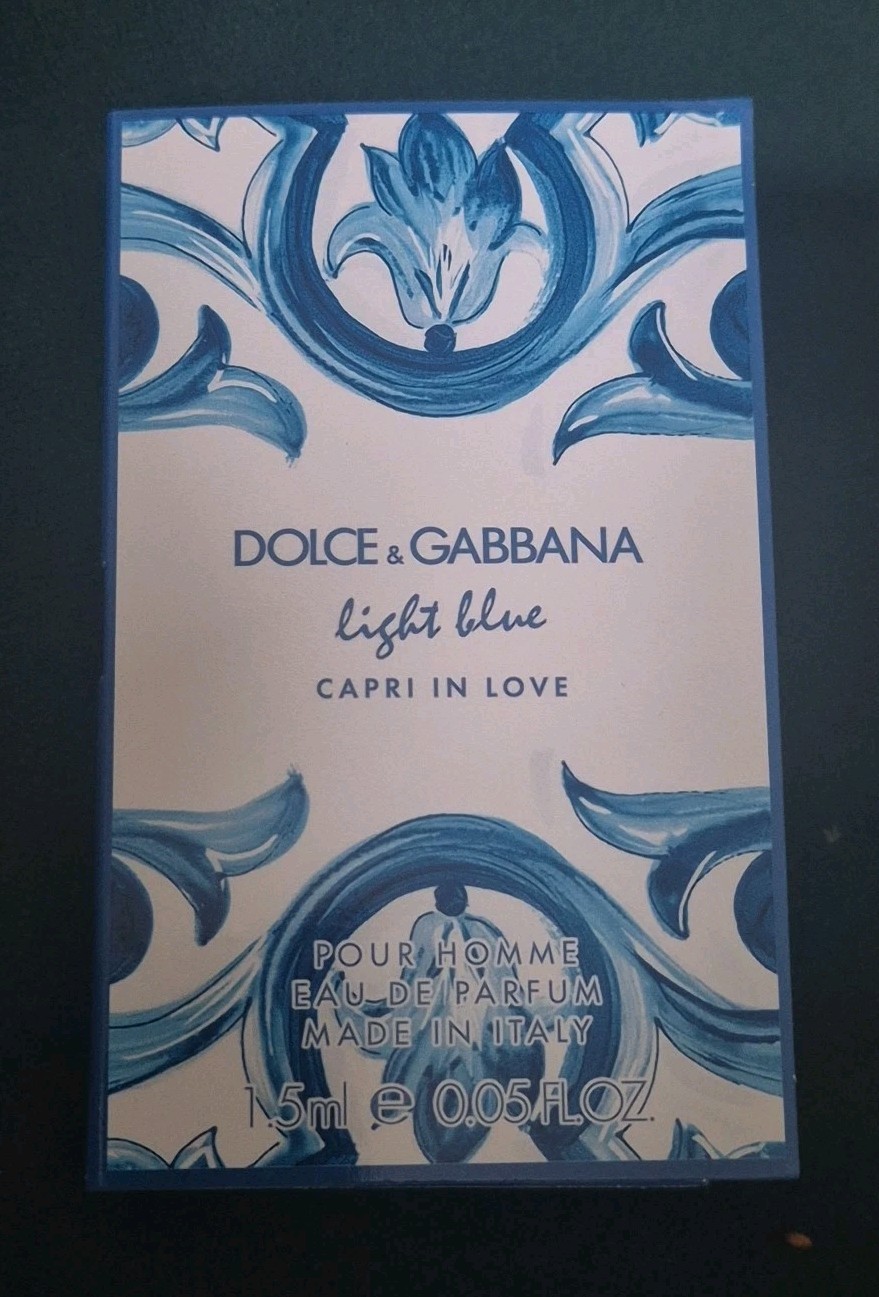 DOLCE & GABBANA
light blue
CAPRI IN LOVE
POUR HOMME
EAU DE PARFUM
MADE IN ITALY
1.5ml e 0.05 FL.OZ.